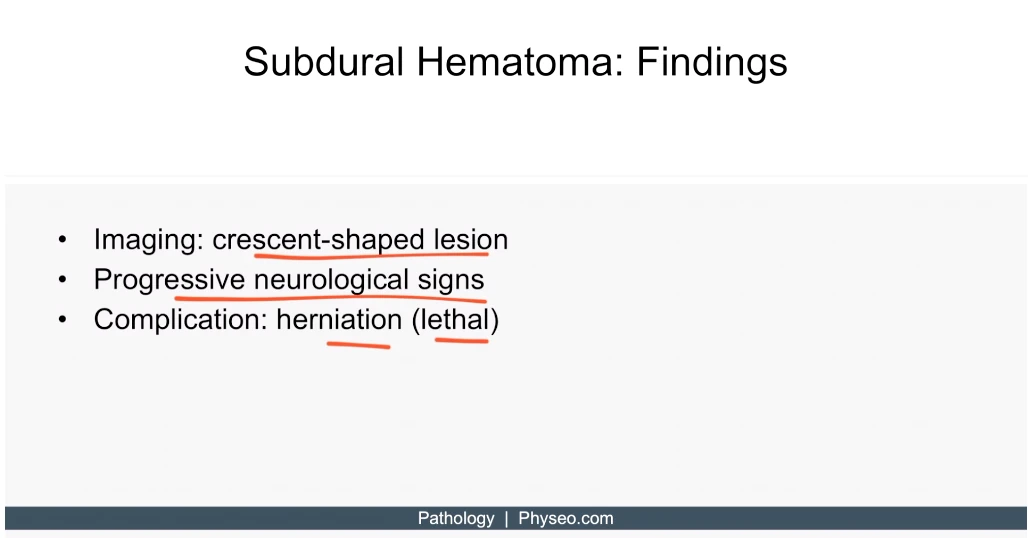 Subdural Hematoma: Findings
• Imaging: crescent-shaped lesion
• Progressive neurological signs
• Complication: herniation (lethal)
Pathology | Physeo.com